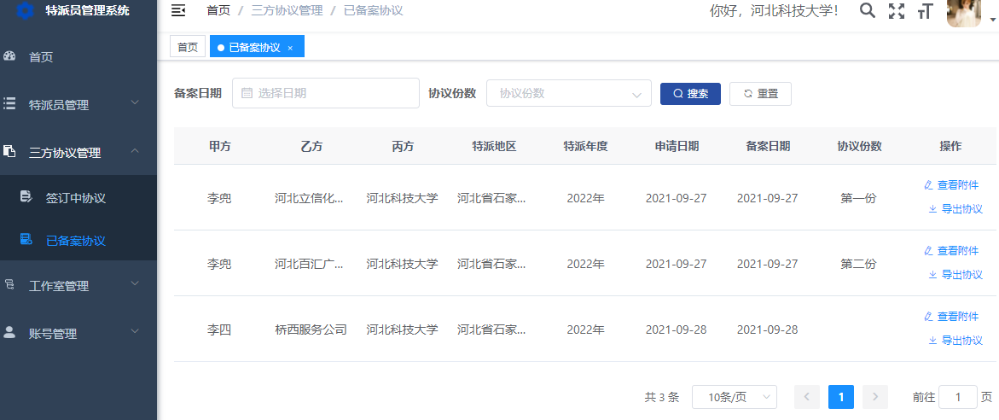 特派员管理系统
首页 / 三方协议管理 / 已备案协议
你好，河北科技大学！
首页
已备案协议 ×
首页
特派员管理
三方协议管理
签订中协议
已备案协议
工作室管理
账号管理
备案日期 选择日期 协议份数 协议份数 搜索 重置
甲方 乙方 丙方 特派地区 特派年度 申请日期 备案日期 协议份数 操作
李兜 河北立信化... 河北科技大学 河北省石家... 2022年 2021-09-27 2021-09-27 第一份 查看附件
导出协议
李兜 河北百汇广... 河北科技大学 河北省石家... 2022年 2021-09-27 2021-09-27 第二份 查看附件
导出协议
李四 桥西服务公司 河北科技大学 河北省石家... 2022年 2021-09-28 2021-09-28 查看附件
导出协议
共 3 条 10条/页 1 前往 1 页